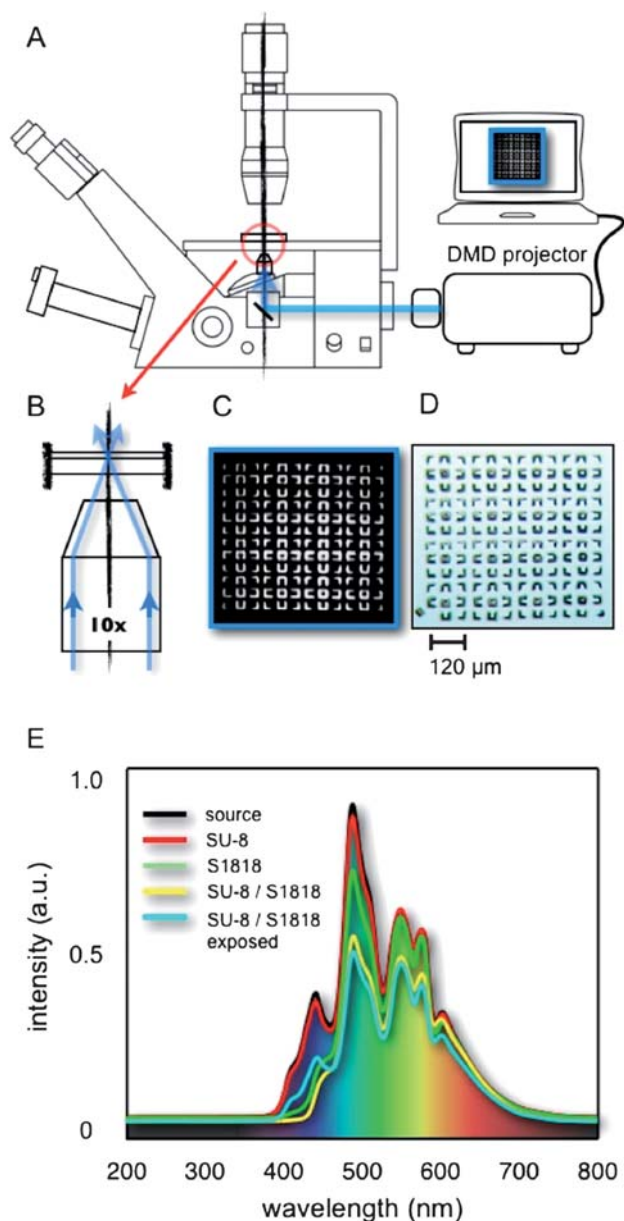 A
DMD projector
B
10x
C
D
120 μm
E
1.0
0.5
0
intensity (a.u.)
source
SU-8
S1818
SU-8 / S1818
SU-8 / S1818
exposed
200 300 400 500 600 700 800
wavelength (nm)